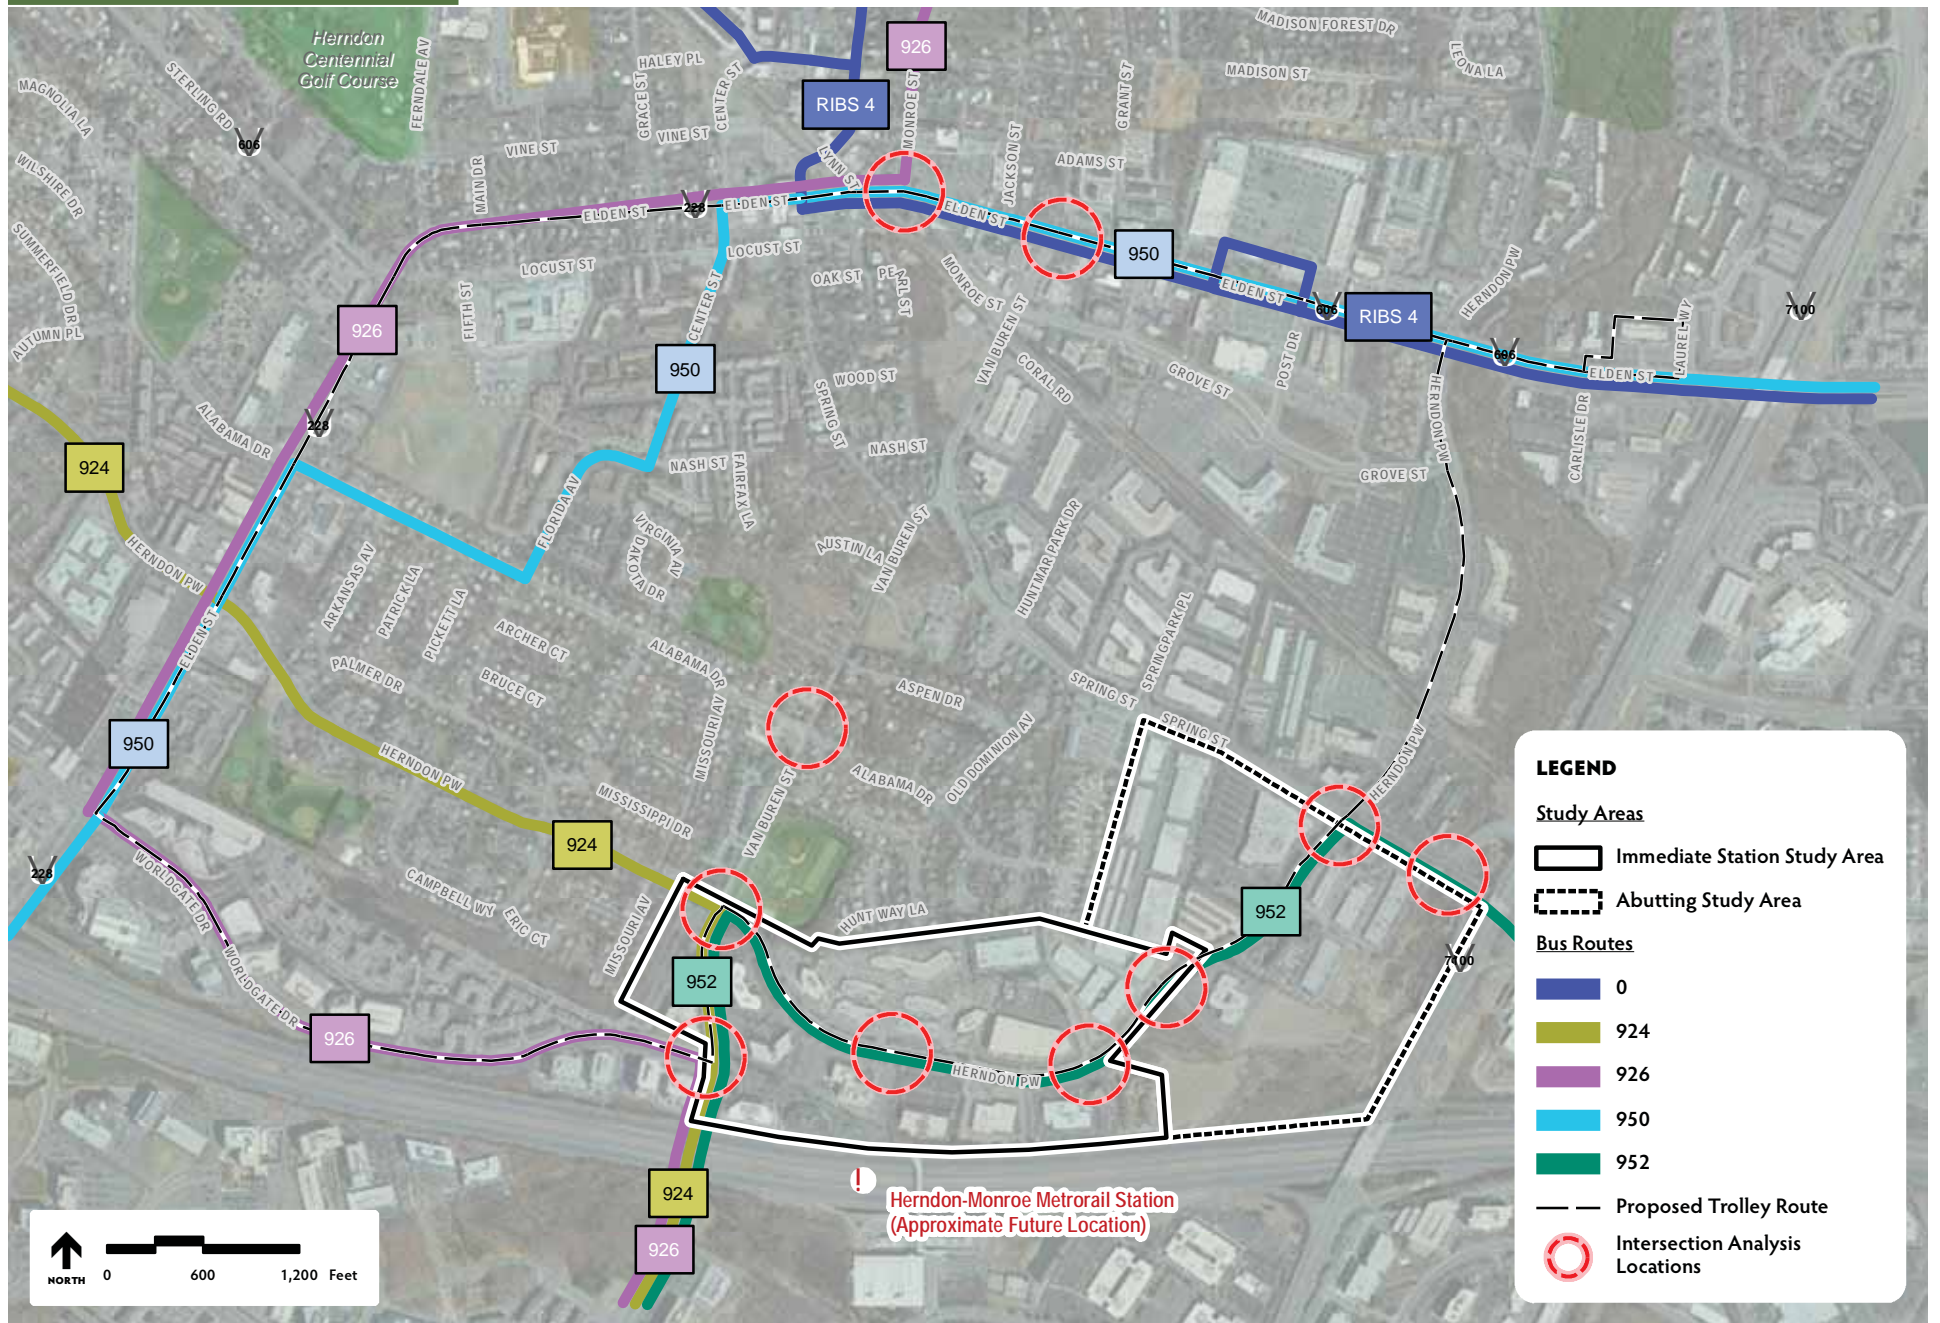 Herndon
Centennial
Golf Course
MAGNOLIA LA
STERLING RD
FERNDALE AV
HALEY PL
GRACE ST
CENTER ST
VINE ST
VINE ST
MAIN DR
926
RIBS 4
MONROE ST
LYNN ST
MADISON FOREST DR
LEONA LA
MADISON ST
GRANT ST
JACKSON ST
ADAMS ST
606
WILSHIRE DR
SUMMERFIELD DR
AUTUMN PL
228
ELDEN ST
ELDEN ST
ELDEN ST
950
ELDEN ST
LOCUST ST
LOCUST ST
FIFTH ST
CENTER ST
OAK ST
PEARL ST
MONROE ST
VAN BUREN ST
CORAL RD
606
RIBS 4
HERNDON PW
7100
606
LAUREL WY
ELDEN ST
926
950
WOOD ST
SPRING ST
GROVE ST
POST DR
HERNDON PW
CARLISLE DR
ALABAMA DR
228
924
NASH ST
NASH ST
FAIRFAX LA
GROVE ST
FLORIDA AV
VIRGINIA AV
DAKOTA DR
AUSTIN LA
VAN BUREN ST
HUNTMAR PARK DR
HERNDON PW
ARKANSAS AV
PATRICK LA
PICKETT LA
ARCHER CT
ELDEN ST
PALMER DR
BRUCE CT
ALABAMA DR
ASPEN DR
SPRING ST
SPRINGPARK PL
SPRING ST
MISSOURI AV
OLD DOMINION AV
950
HERNDON PW
MISSISSIPPI DR
VAN BUREN ST
ALABAMA DR
HERNDON PW
924
228
WORLDGATE DR
CAMPBELL WY
ERIC CT
MISSOURI AV
HUNT WAY LA
952
952
7100
WORLDGATE DR
926
HERNDON PW
924
926
Herndon-Monroe Metrorail Station
(Approximate Future Location)
!
NORTH
0 600 1,200 Feet
LEGEND
Study Areas
Immediate Station Study Area
Abutting Study Area
Bus Routes
0
924
926
950
952
Proposed Trolley Route
Intersection Analysis
Locations